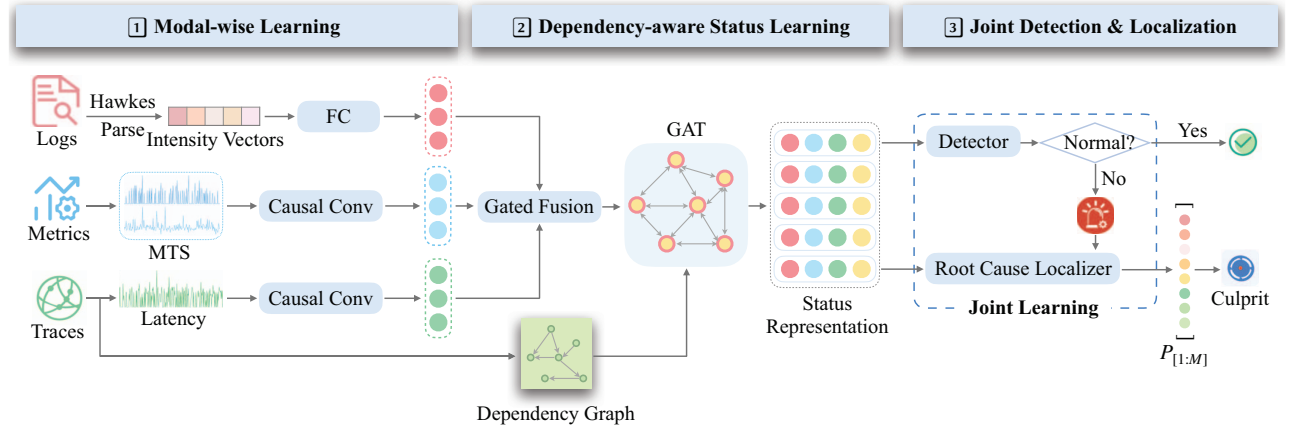 1 Modal-wise Learning
2 Dependency-aware Status Learning
3 Joint Detection & Localization
Hawkes
Parse
Logs
Intensity Vectors
FC
Metrics
MTS
Causal Conv
Traces
Latency
Causal Conv
Gated Fusion
Dependency Graph
GAT
Status
Representation
Detector
Normal?
Yes
No
Root Cause Localizer
Joint Learning
P[1:M]
Culprit